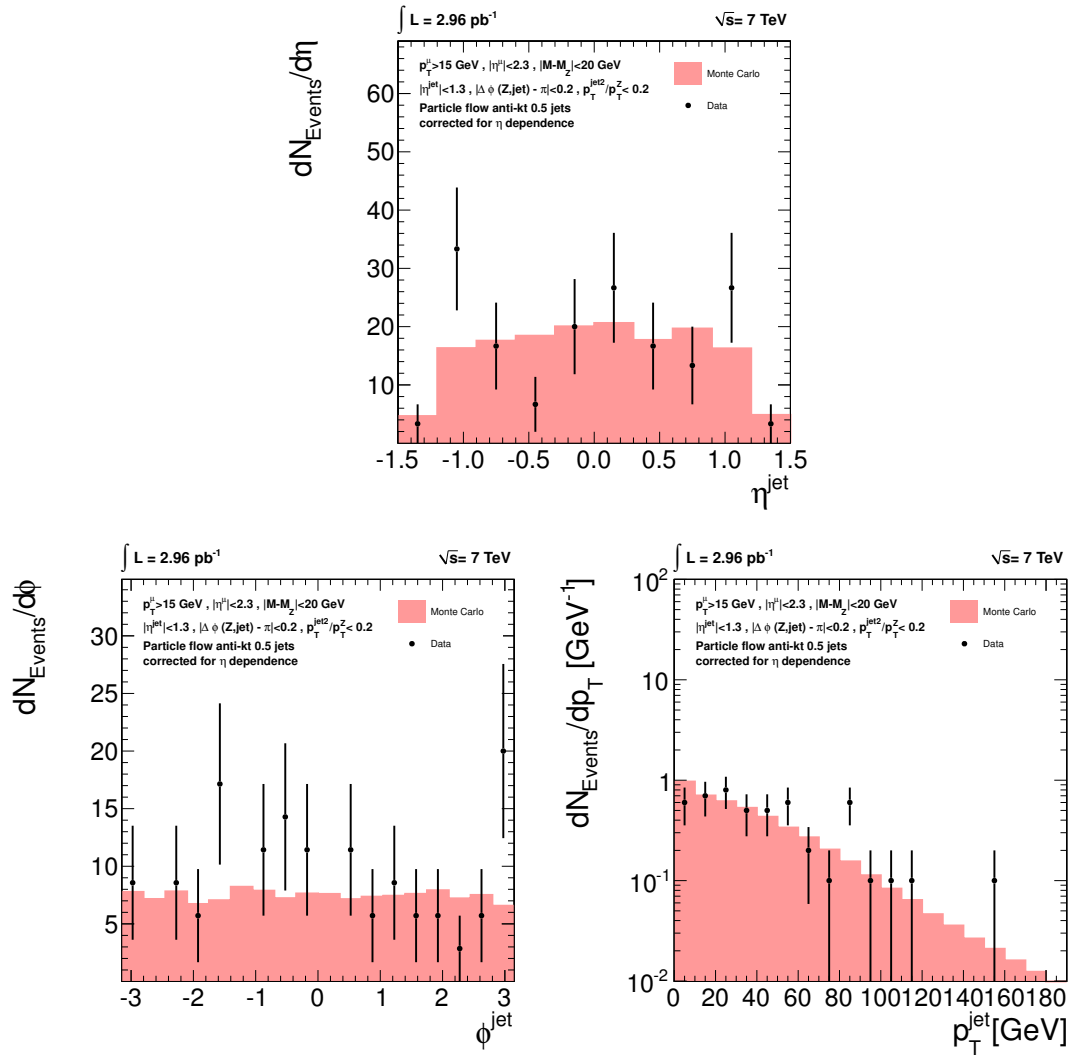 ∫ L = 2.96 pb⁻¹ √s= 7 TeV
dN_Events/dη
p_T^μ>15 GeV , |η^μ|<2.3, |M-M_Z|<20 GeV
|η^jet|<1.3 , |Δ ϕ (Z,jet) - π|<0.2 , p_T^jet2/p_T^Z< 0.2
Particle flow anti-kt 0.5 jets
corrected for η dependence
Monte Carlo
Data
60
50
40
30
20
10
-1.5 -1.0 -0.5 0.0 0.5 1.0 1.5
η^jet
∫ L = 2.96 pb⁻¹ √s= 7 TeV
dN_Events/dϕ
p_T^μ>15 GeV , |η^μ|<2.3, |M-M_Z|<20 GeV
|η^jet|<1.3 , |Δ ϕ (Z,jet) - π|<0.2 , p_T^jet2/p_T^Z< 0.2
Particle flow anti-kt 0.5 jets
corrected for η dependence
Monte Carlo
Data
30
25
20
15
10
5
-3 -2 -1 0 1 2 3
ϕ^jet
∫ L = 2.96 pb⁻¹ √s= 7 TeV
dN_Events/dp_T [GeV⁻¹]
p_T^μ>15 GeV , |η^μ|<2.3, |M-M_Z|<20 GeV
|η^jet|<1.3 , |Δ ϕ (Z,jet) - π|<0.2 , p_T^jet2/p_T^Z< 0.2
Particle flow anti-kt 0.5 jets
corrected for η dependence
Monte Carlo
Data
10²
10
1
10⁻¹
10⁻²
0 20 40 60 80 100 120 140 160 180
p_T^jet [GeV]